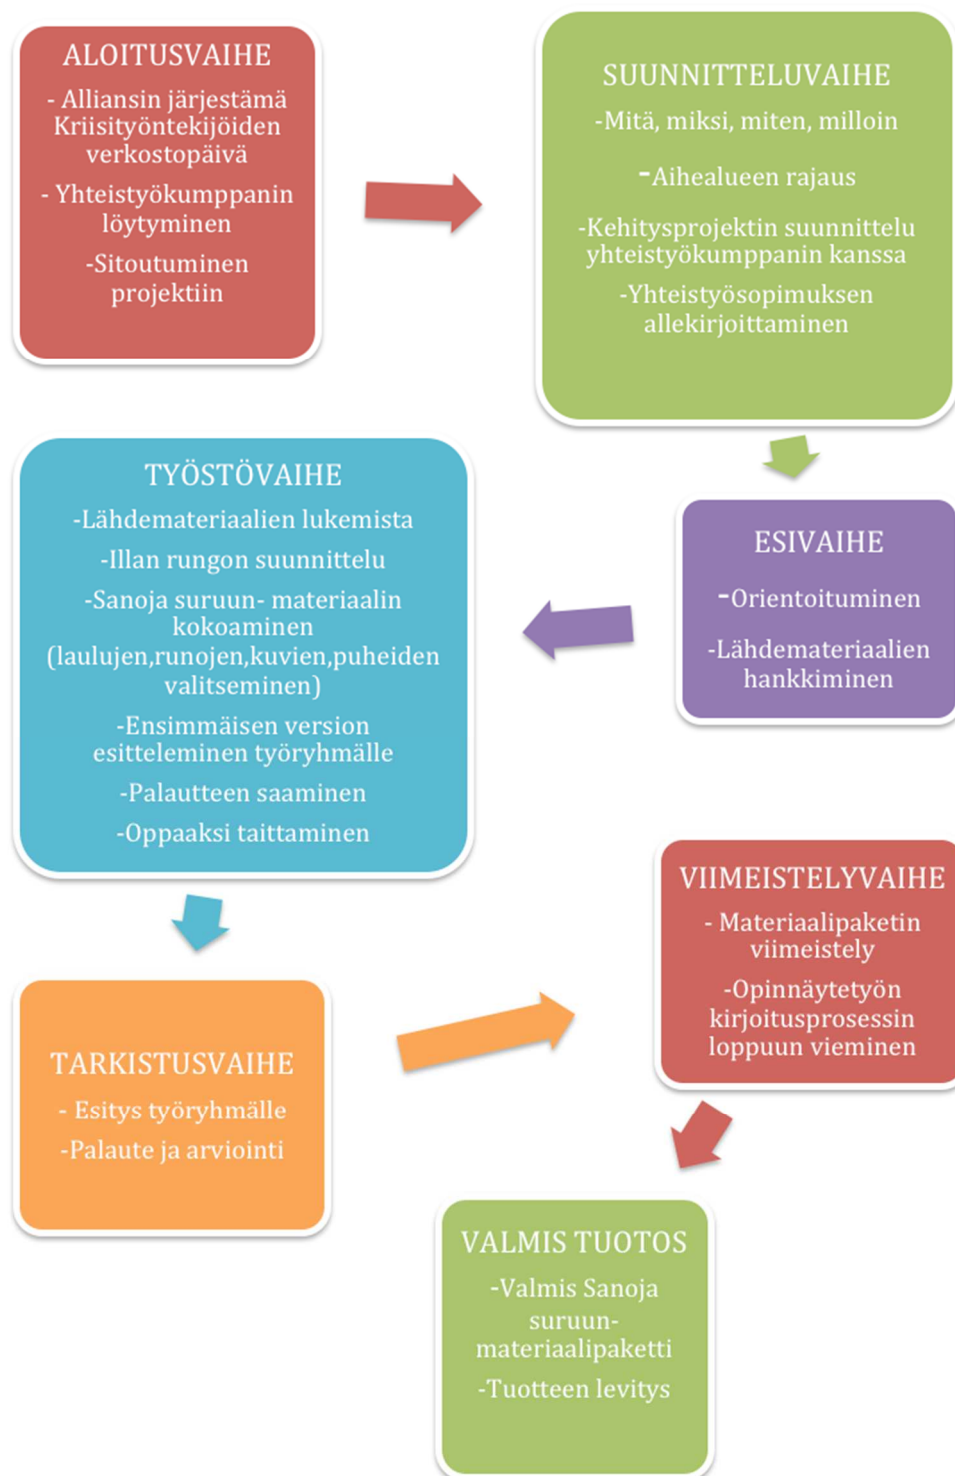 ALOITUSVAIHE
- Alliansin järjestämä
Kriisityöntekijöiden
verkostopäivä
- Yhteistyökumppanin
löytyminen
-Sitoutuminen
projektiin
SUUNNITTELUVAIHE
-Mitä, miksi, miten, milloin
-Aihealueen rajaus
-Kehitysprojektin suunnittelu
yhteistyökumppanin kanssa
-Yhteistyösopimuksen
allekirjoittaminen
ESIVAIHE
-Orientoituminen
-Lähdemateriaalien
hankkiminen
TYÖSTÖVAIHE
-Lähdemateriaalien lukemista
-Illan rungon suunnittelu
-Sanoja suruun- materiaalin
kokoaminen
(laulujen,runojen,kuvien,puheiden
valitseminen)
-Ensimmäisen version
esitteleminen työryhmälle
-Palautteen saaminen
-Oppaaksi taittaminen
TARKISTUSVAIHE
- Esitys työryhmälle
-Palaute ja arviointi
VIIMEISTELYVAIHE
- Materiaalipaketin
viimeistely
-Opinnäytetyön
kirjoitusprosessin
loppuun vieminen
VALMIS TUOTOS
-Valmis Sanoja
suruun-
materiaalipaketti
-Tuotteen levitys